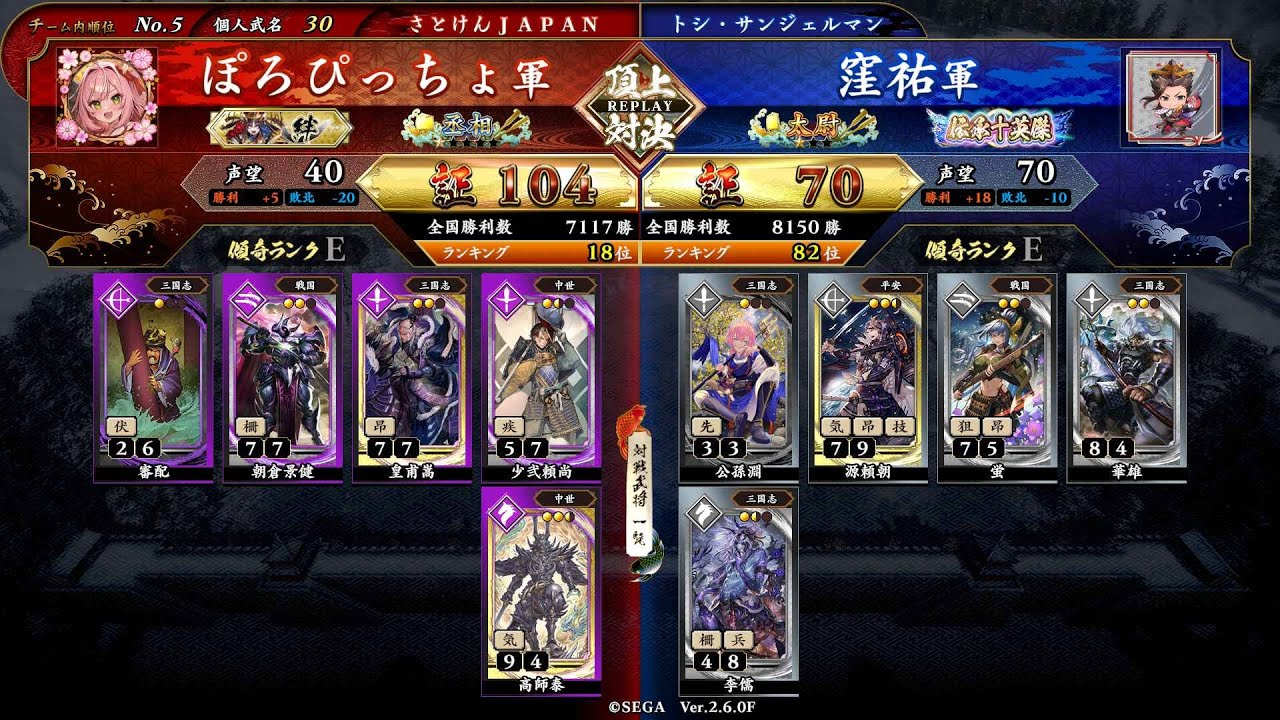 チーム内順位 No.5 個人武名 30 さとけんJAPAN
トシ・サンジェルマン
ぽろぴっちょ軍
頂上
REPLAY
対決
窪祐軍
絆
丞相
太尉
伝承十英傑
声望 40
勝利 +5 敗北 -20
証 104
証 70
声望 70
勝利 +18 敗北 -10
全国勝利数 7117勝
全国勝利数 8150勝
傾奇ランク E
ランキング 18位
ランキング 82位
傾奇ランク E
三国志
伏
2 6
審配
戦国
柵
7 7
朝倉景健
三国志
昂
7 7
皇甫嵩
中世
疾
5 7
少弐頼尚
中世
気
9 4
高師泰
対戦武将一覧
三国志
先
3 3
公孫淵
平安
気 昂 技
7 9
源頼朝
戦国
狙 昂
7 5
蛍
三国志
8 4
華雄
三国志
柵 兵
4 8
李儒
©SEGA Ver.2.6.0F